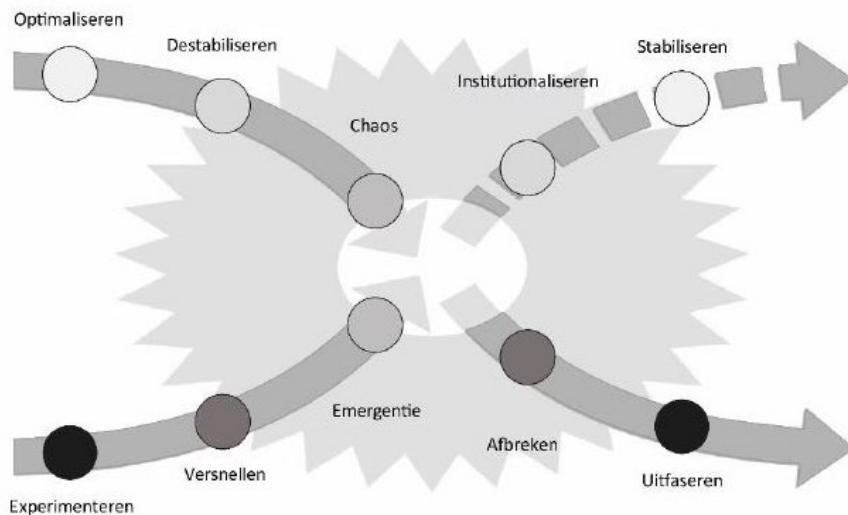 Optimaliseren
Destabiliseren
Chaos
Institutionaliseren
Stabiliseren
Experimenteren
Versnellen
Emergentie
Afbreken
Uitfaseren